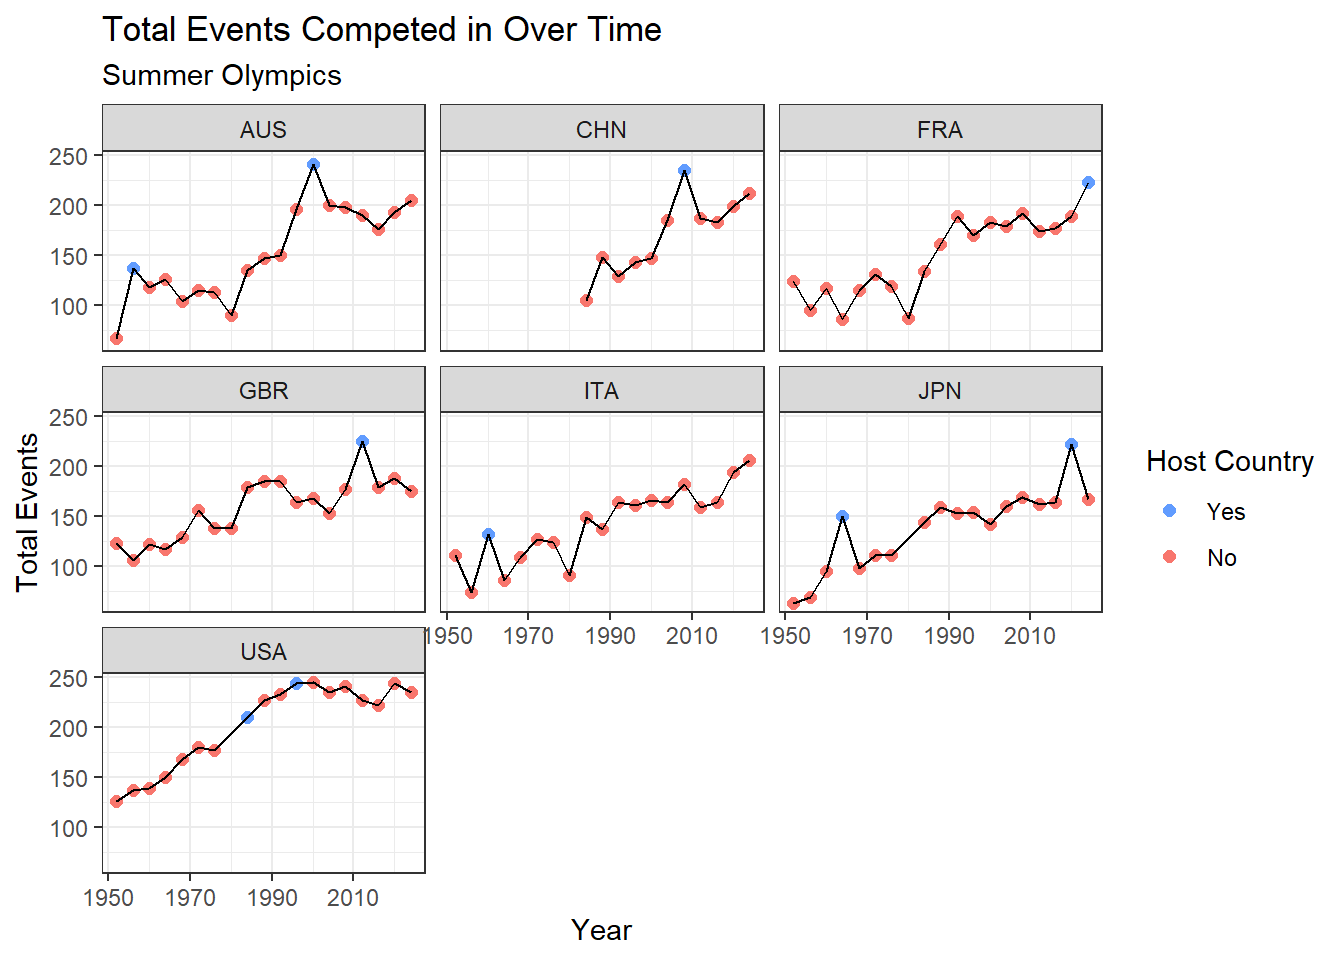 Total Events Competed in Over Time
Summer Olympics
AUS
CHN
FRA
250
200
150
100
GBR
ITA
JPN
250
200
150
100
1950
1970
1990
2010
1950
1970
1990
2010
USA
250
200
150
100
1950
1970
1990
2010
Total Events
Year
Host Country
Yes
No